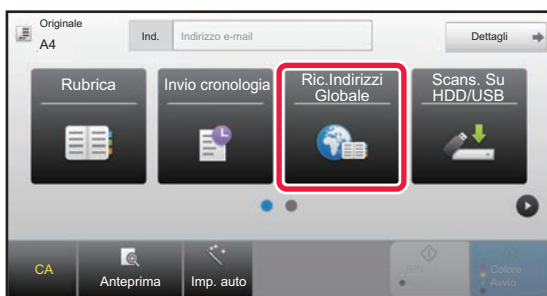 Originale
A4
Ind.
Indirizzo e-mail
Dettagli
Rubrica
Invio cronologia
Ric.Indirizzi
Globale
Scans. Su
HDD/USB
CA
Anteprima
Imp. auto
B/N
Avvio
Colore
Avvio